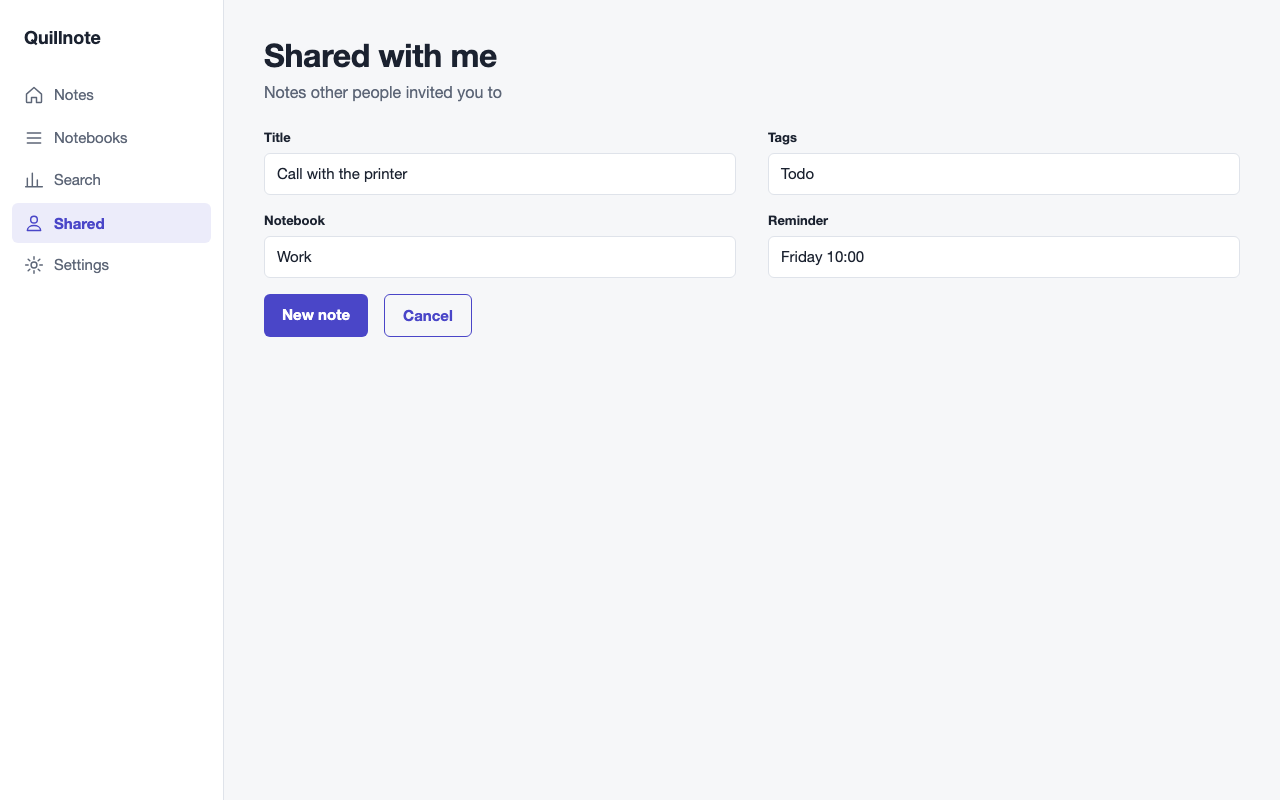 Quillnote
Notes
Notebooks
Search
Shared
Settings
Shared with me
Notes other people invited you to
Title
Call with the printer
Tags
Todo
Notebook
Work
Reminder
Friday 10:00
New note
Cancel